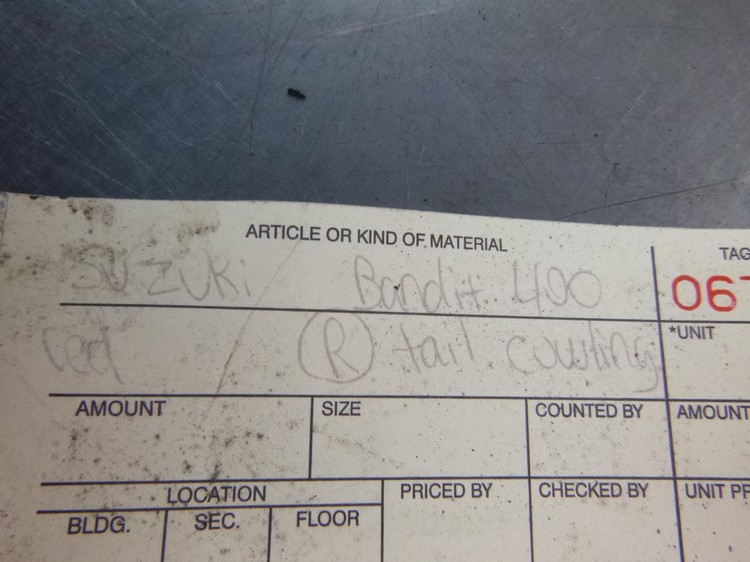 ARTICLE OR KIND OF MATERIAL
TAG
Suzuki Bandit 400
067
*UNIT
red (R) tail cowling
AMOUNT SIZE COUNTED BY AMOUNT
LOCATION PRICED BY CHECKED BY UNIT PR
BLDG. SEC. FLOOR